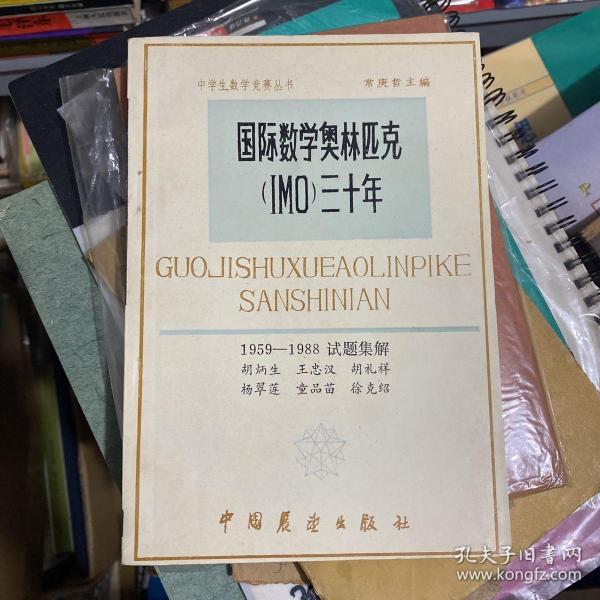 中学生数学竞赛丛书 常庚哲主编
国际数学奥林匹克
(IMO)三十年
GUOJISHUXUEAOLINPIKE
SANSHINIAN
1959—1988 试题集解
胡炳生 王忠汉 胡礼祥
杨翠莲 童品苗 徐克绍
中国展望出版社
孔夫子旧书网
www.kongfz.com